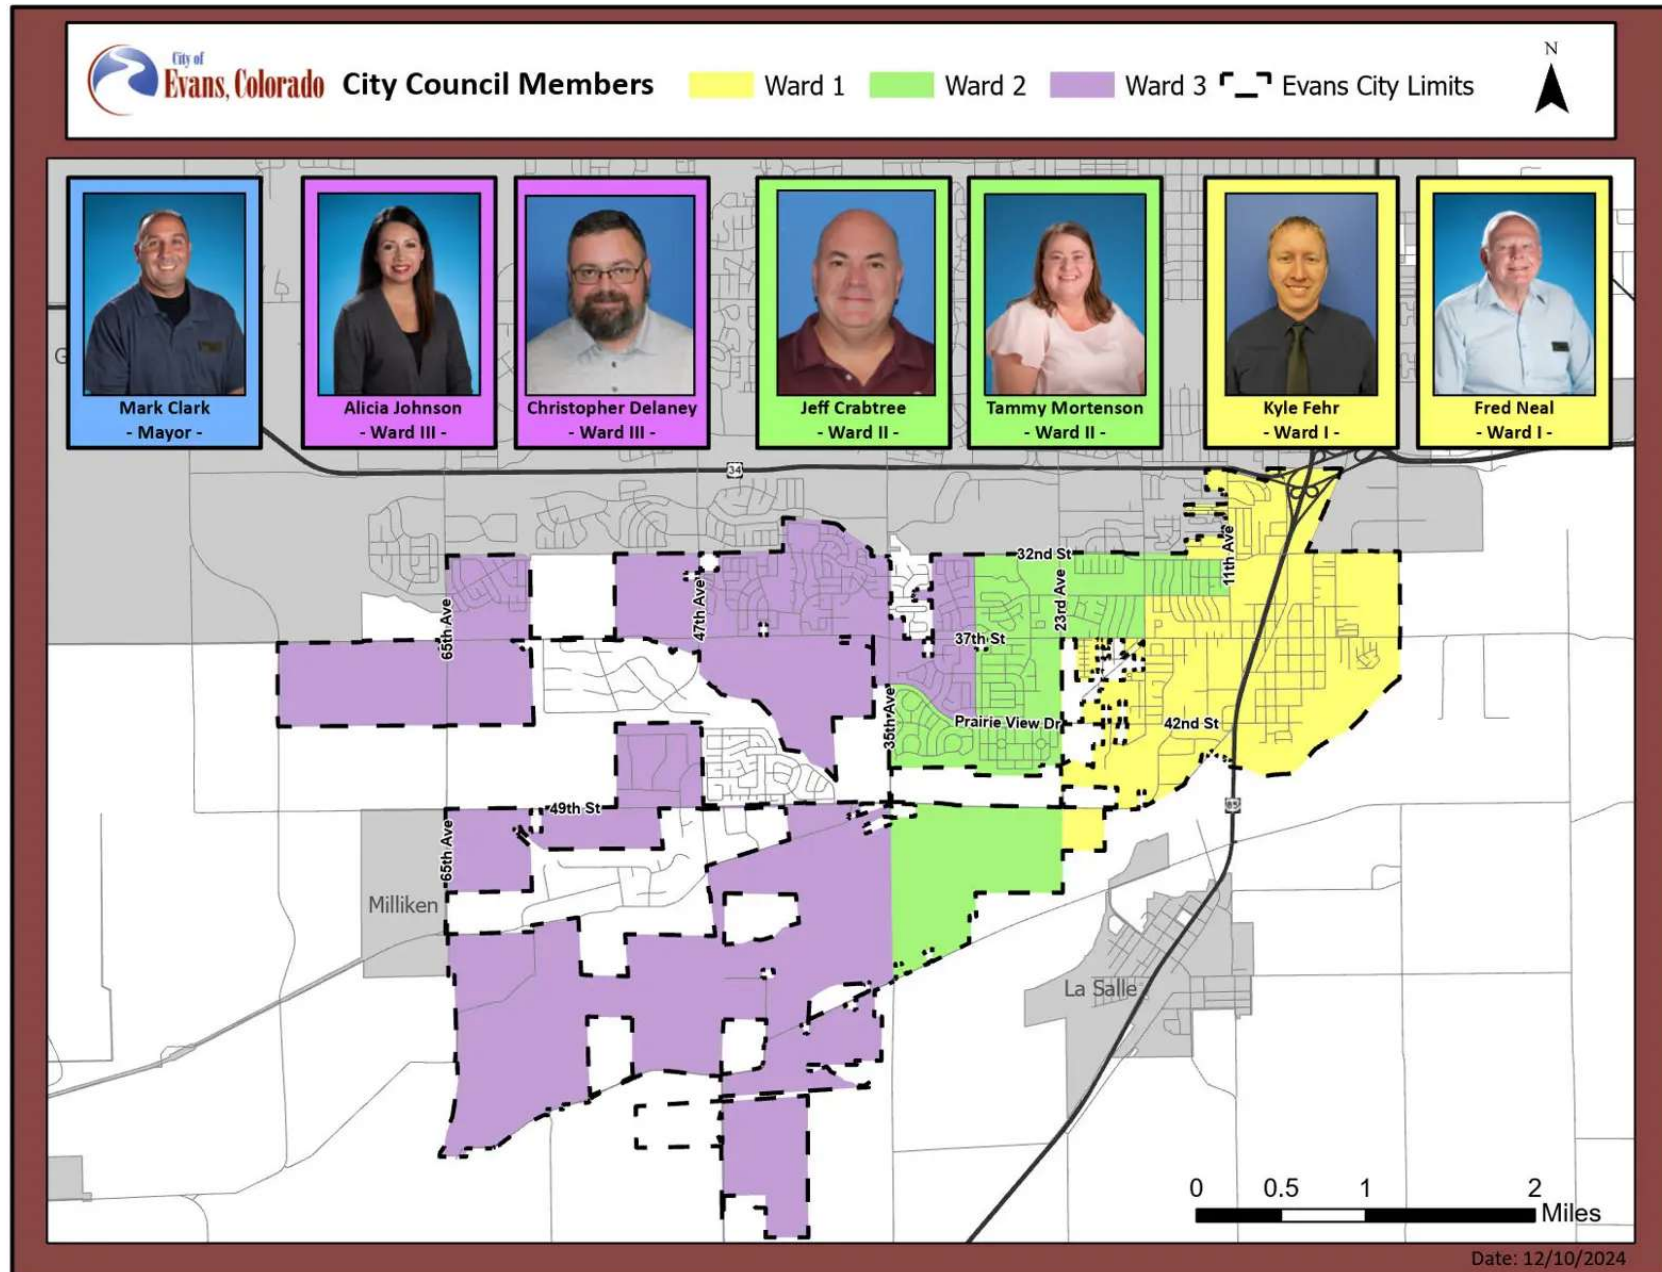 City of
Evans, Colorado
City Council Members
Ward 1
Ward 2
Ward 3
Evans City Limits
N
G
Mark Clark
- Mayor -
Alicia Johnson
- Ward III -
Christopher Delaney
- Ward III -
Jeff Crabtree
- Ward II -
Tammy Mortenson
- Ward II -
Kyle Fehr
- Ward I -
Fred Neal
- Ward I -
34
32nd St
11th Ave
23rd Ave
47th Ave
65th Ave
37th St
35th Ave
Prairie View Dr
42nd St
49th St
85
65th Ave
Milliken
La Salle
0 0.5 1 2
Miles
Date: 12/10/2024